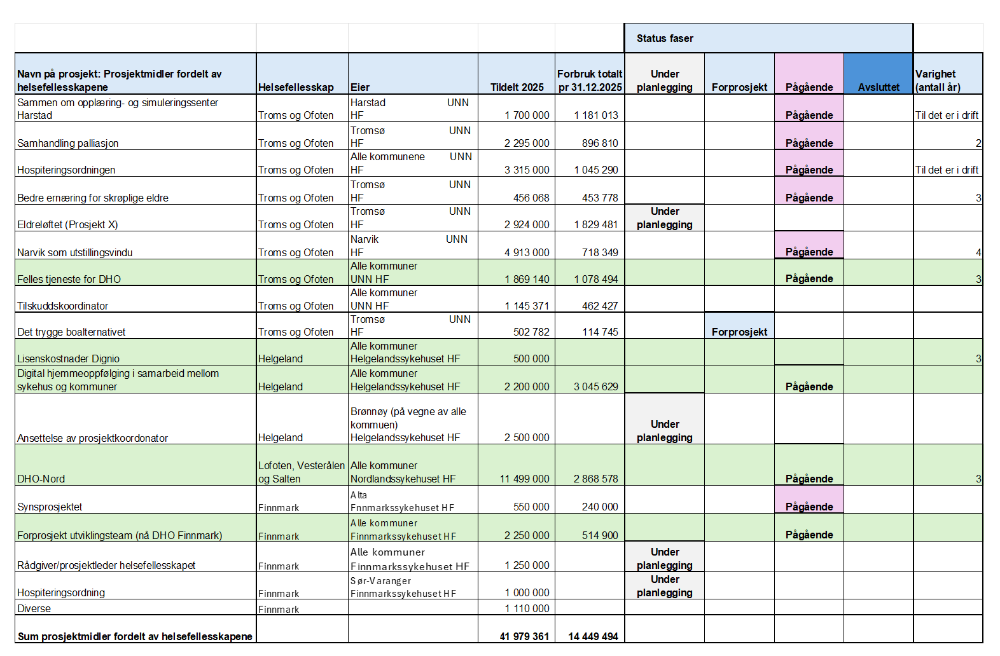 Status faser
Navn på prosjekt: Prosjektmidler fordelt av
helsefellesskapene
Helsefellesskap
Eier
Tildelt 2025
Forbruk totalt
pr 31.12.2025
Under
planlegging
Forprosjekt
Pågående
Avsluttet
Varighet
(antall år)
Sammen om opplæring- og simuleringssenter
Harstad
Troms og Ofoten
Harstad UNN
HF
1 700 000
1 181 013
Pågående
Til det er i drift
Samhandling palliasjon
Troms og Ofoten
Tromsø UNN
HF
2 295 000
896 810
Pågående
2
Hospiteringsordningen
Troms og Ofoten
Alle kommunene UNN
HF
3 315 000
1 045 290
Pågående
Til det er i drift
Bedre ernæring for skrøplige eldre
Troms og Ofoten
Tromsø UNN
HF
456 068
453 778
Pågående
3
Eldreløftet (Prosjekt X)
Troms og Ofoten
Tromsø UNN
HF
2 924 000
1 829 481
Under
planlegging
Narvik som utstillingsvindu
Troms og Ofoten
Narvik UNN
HF
4 913 000
718 349
Pågående
4
Felles tjeneste for DHO
Troms og Ofoten
Alle kommuner
UNN HF
1 869 140
1 078 494
Pågående
3
Tilskuddskoordinator
Troms og Ofoten
Alle kommuner
UNN HF
1 145 371
462 427
Det trygge boalternativet
Troms og Ofoten
Tromsø UNN
HF
502 782
114 745
Forprosjekt
Lisenskostnader Dignio
Helgeland
Alle kommuner
Helgelandssykehuset HF
500 000
3
Digital hjemmeoppfølging i samarbeid mellom
sykehus og kommuner
Helgeland
Alle kommuner
Helgelandssykehuset HF
2 200 000
3 045 629
Pågående
Ansettelse av prosjektkoordonator
Helgeland
Brønnøy (på vegne av alle
kommuen)
Helgelandssykehuset HF
2 500 000
Under
planlegging
DHO-Nord
Lofoten, Vesterålen
og Salten
Alle kommuner
Nordlandssykehuset HF
11 499 000
2 868 578
Pågående
3
Synsprosjektet
Finnmark
Alta
Fnnmarkssykehuset HF
550 000
240 000
Pågående
Forprosjekt utviklingsteam (nå DHO Finnmark)
Finnmark
Alle kommuner
Finnmarkssykehuset HF
2 250 000
514 900
Pågående
Rådgiver/prosjektleder helsefellesskapet
Finnmark
Alle kommuner
Finnmarkssykehuset HF
1 250 000
Under
planlegging
Hospiteringsordning
Finnmark
Sør-Varanger
Finnmarkssykehuset HF
1 000 000
Under
planlegging
Diverse
Finnmark
1 110 000
Sum prosjektmidler fordelt av helsefellesskapene
41 979 361
14 449 494